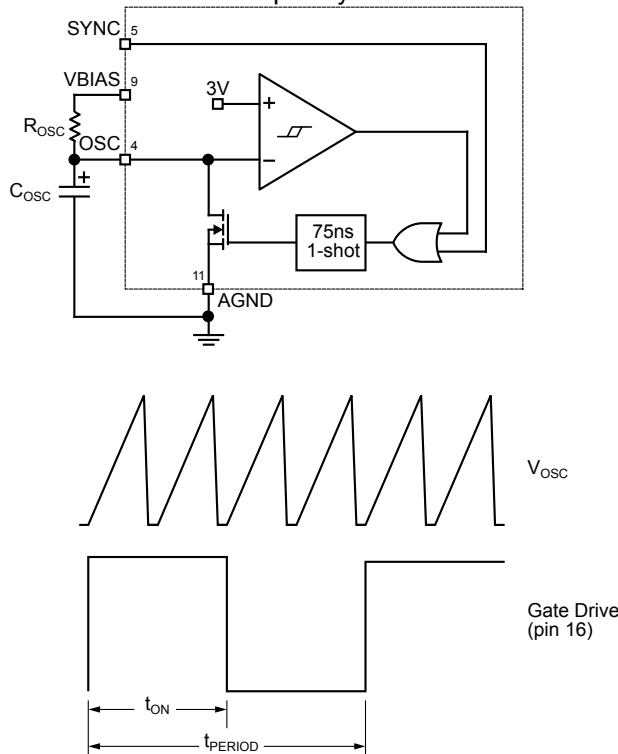 SYNC 5
VBIAS 9
3V
+
ROSC
OSC 4
–
+
COSC
75ns
1-shot
11
AGND
VOSC
Gate Drive
(pin 16)
tON
tPERIOD